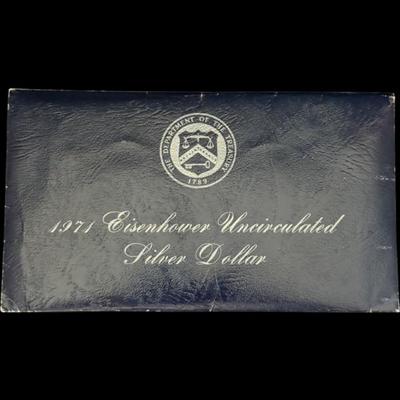 THE DEPARTMENT OF THE TREASURY
1789
1971 Eisenhower Uncirculated
Silver Dollar